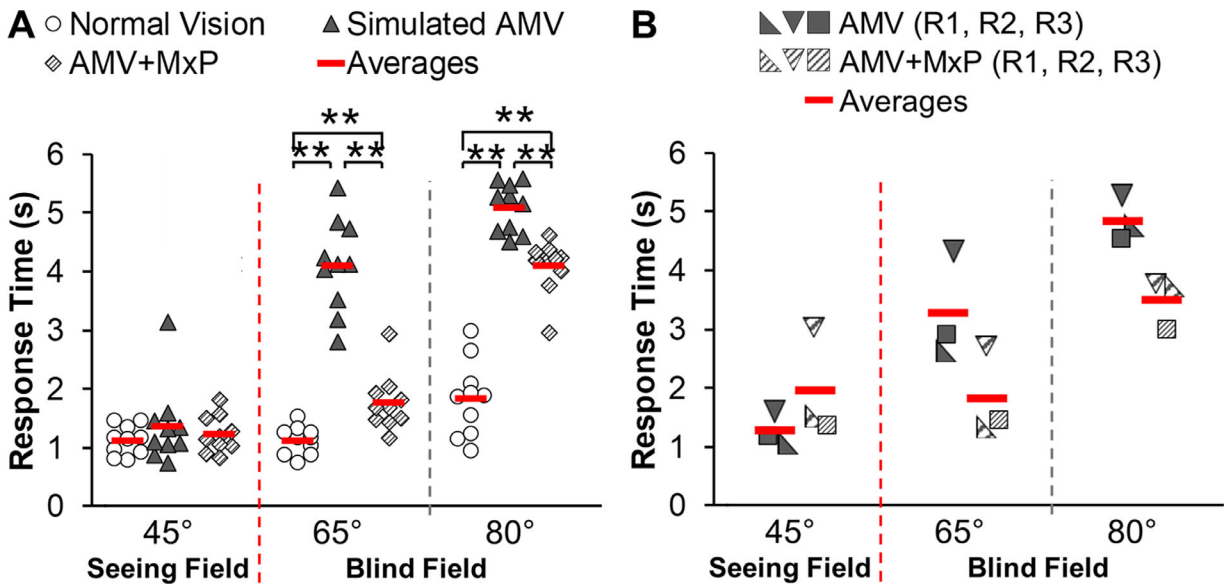 A
Normal Vision
Simulated AMV
AMV+MxP
Averages
**
** **
**
** **
Response Time (s)
6
5
4
3
2
1
0
45°
65°
80°
Seeing Field
Blind Field
B
AMV (R1, R2, R3)
AMV+MxP (R1, R2, R3)
Averages
Response Time (s)
6
5
4
3
2
1
0
45°
65°
80°
Seeing Field
Blind Field